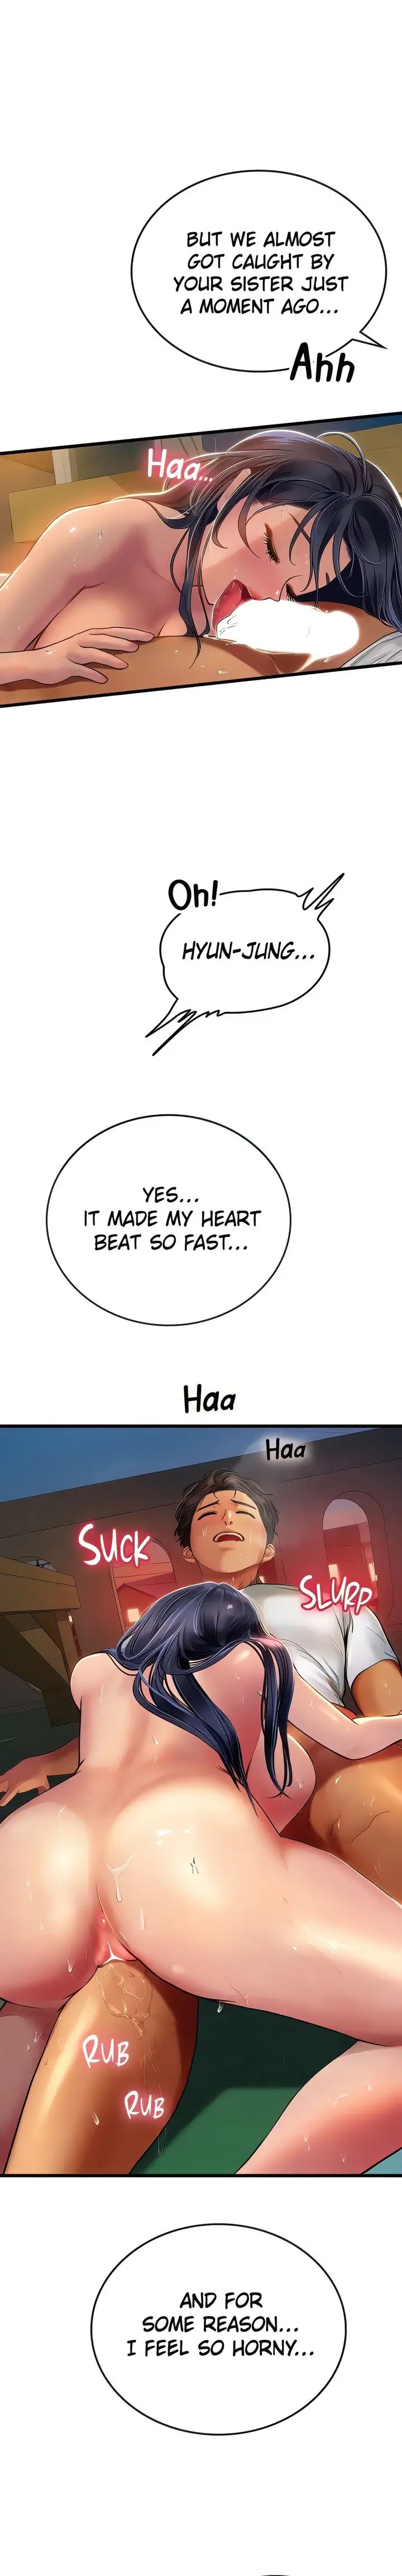 BUT WE ALMOST
GOT CAUGHT BY
YOUR SISTER JUST
A MOMENT AGO...
Ahh
Haa...
Oh!
HYUN-JUNG...
YES...
IT MADE MY HEART
BEAT SO FAST...
Haa
Haa
SUCK
SLURP
RUB
RUB
AND FOR
SOME REASON...
I FEEL SO HORNY...